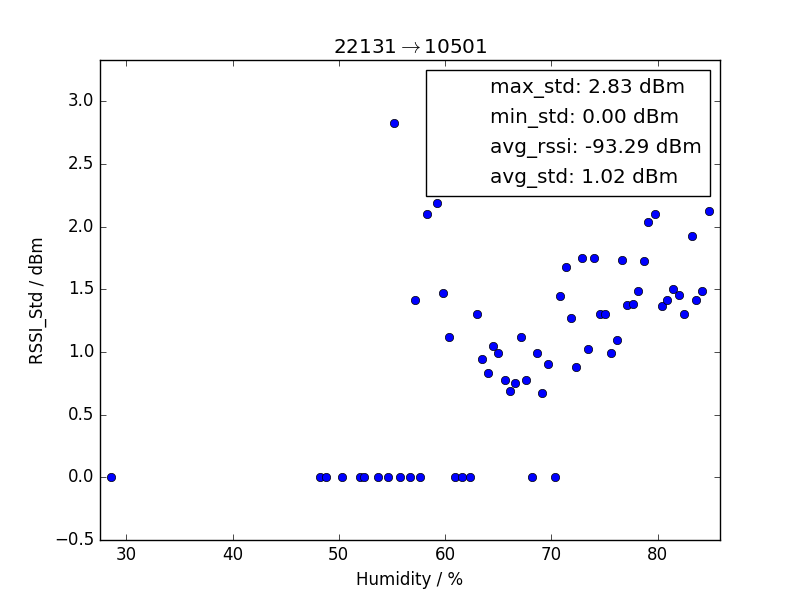 22131→10501
max_std: 2.83 dBm
min_std: 0.00 dBm
avg_rssi: -93.29 dBm
avg_std: 1.02 dBm
RSSI_Std / dBm
3.0
2.5
2.0
1.5
1.0
0.5
0.0
−0.5
30 40 50 60 70 80
Humidity / %